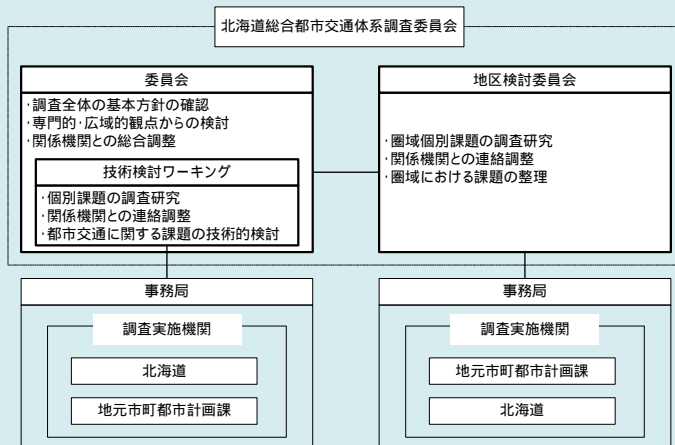 北海道総合都市交通体系調査委員会
委員会
・調査全体の基本方針の確認
・専門的・広域的観点からの検討
・関係機関との総合調整
技術検討ワーキング
・個別課題の調査研究
・関係機関との連絡調整
・都市交通に関する課題の技術的検討
地区検討委員会
・圏域個別課題の調査研究
・関係機関との連絡調整
・圏域における課題の整理
事務局
調査実施機関
北海道
地元市町都市計画課
事務局
調査実施機関
地元市町都市計画課
北海道